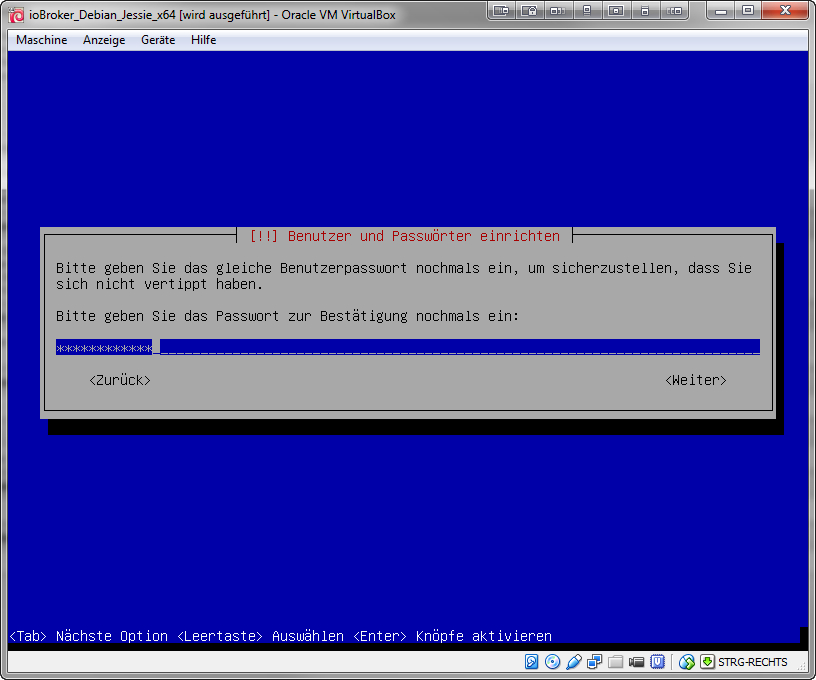 ioBroker_Debian_Jessie_x64 [wird ausgeführt] - Oracle VM VirtualBox
Maschine Anzeige Geräte Hilfe
[!!] Benutzer und Passwörter einrichten
Bitte geben Sie das gleiche Benutzerpasswort nochmals ein, um sicherzustellen, dass Sie
sich nicht vertippt haben.
Bitte geben Sie das Passwort zur Bestätigung nochmals ein:
************
<Zurück> <Weiter>
<Tab> Nächste Option <Leertaste> Auswählen <Enter> Knöpfe aktivieren
STRG-RECHTS